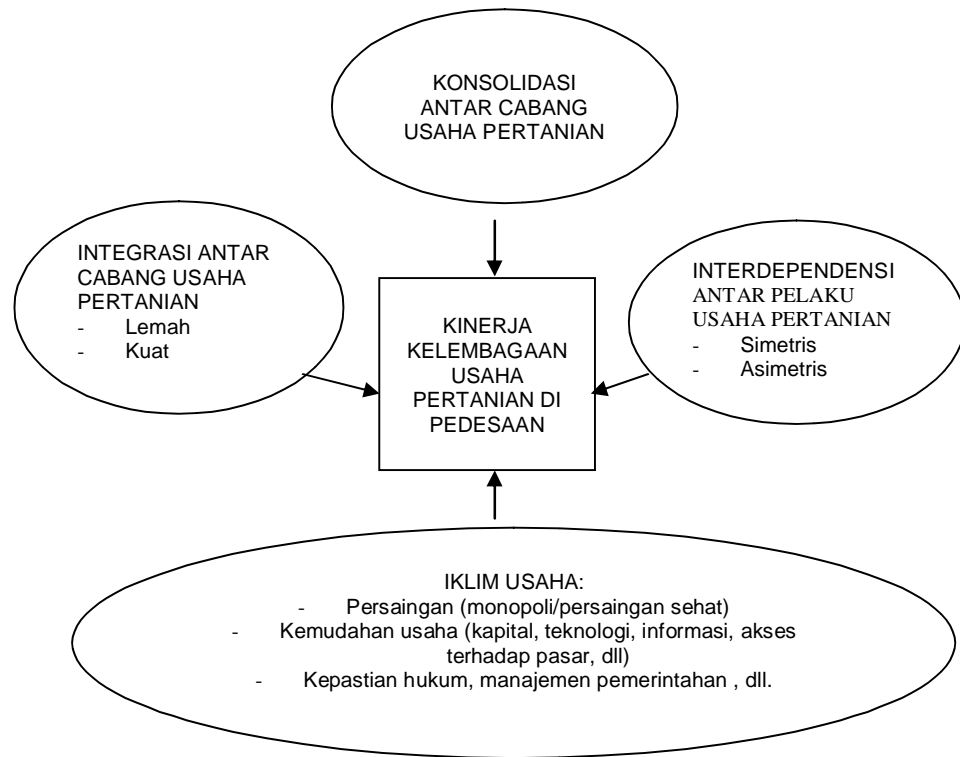 KONSOLIDASI
ANTAR CABANG
USAHA PERTANIAN
INTEGRASI ANTAR
CABANG USAHA
PERTANIAN
- Lemah
- Kuat
KINERJA
KELEMBAGAAN
USAHA
PERTANIAN DI
PEDESAAN
INTERDEPENDENSI
ANTAR PELAKU
USAHA PERTANIAN
- Simetris
- Asimetris
IKLIM USAHA:
- Persaingan (monopoli/persaingan sehat)
- Kemudahan usaha (kapital, teknologi, informasi, akses
terhadap pasar, dll)
- Kepastian hukum, manajemen pemerintahan , dll.